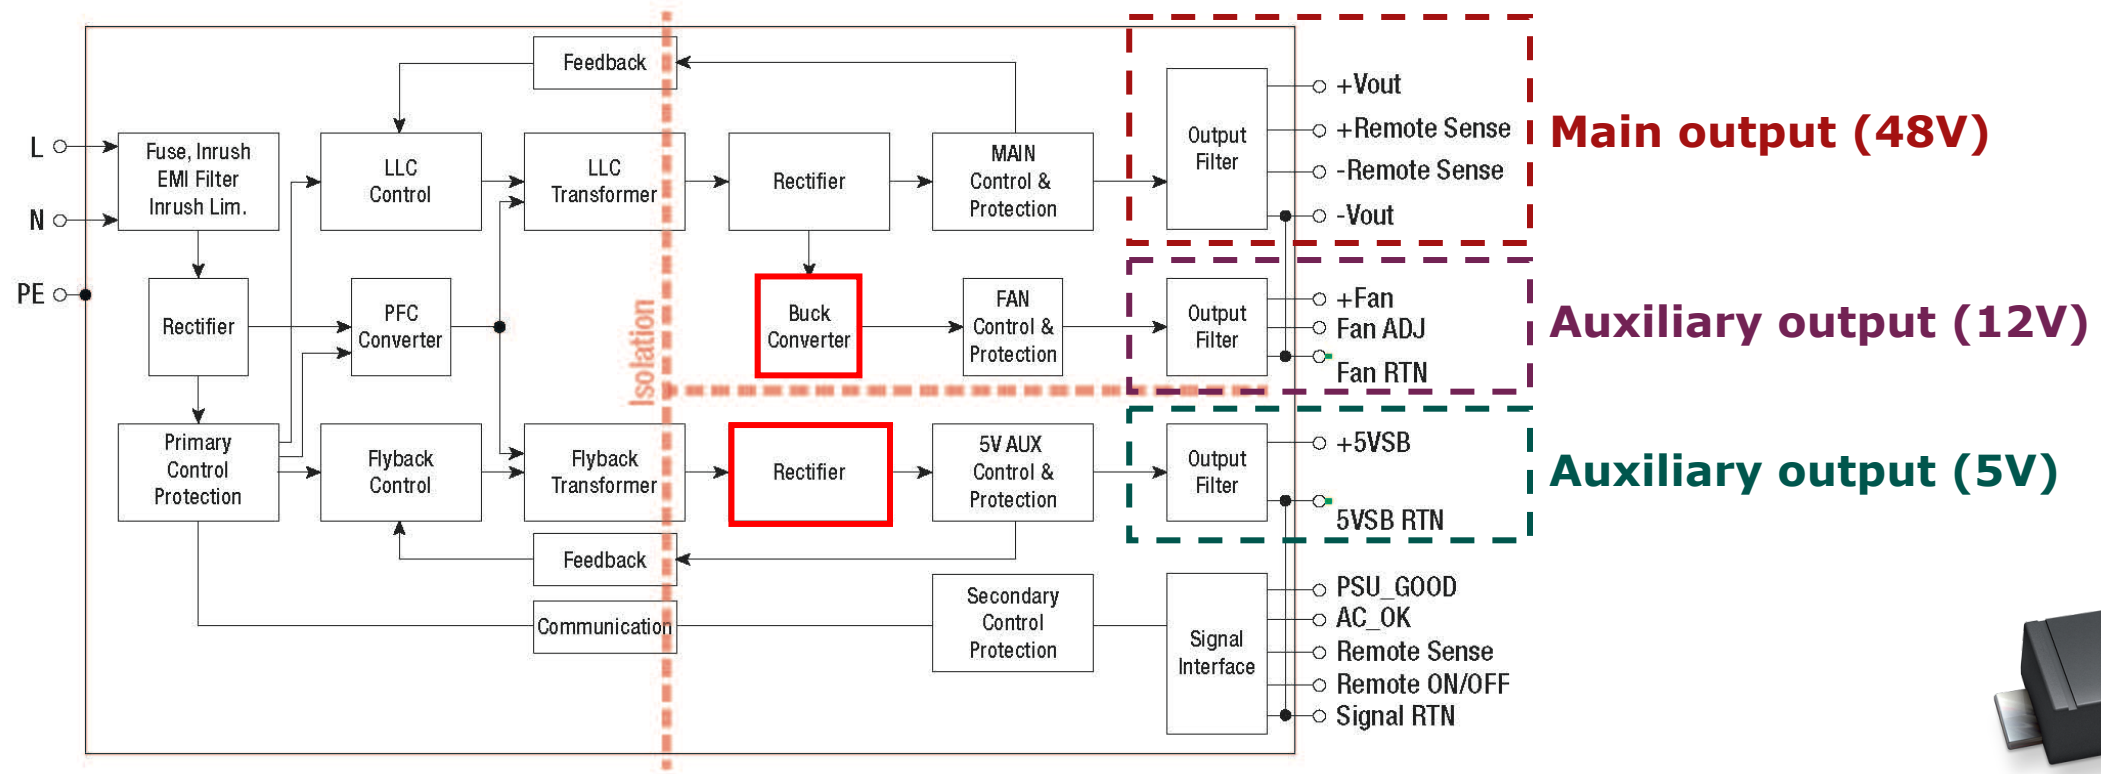 Feedback
L
N
PE
Fuse, Inrush
EMI Filter
Inrush Lim.
LLC
Control
LLC
Transformer
Rectifier
MAIN
Control &
Protection
Output
Filter
+Vout
+Remote Sense
-Remote Sense
-Vout
Main output (48V)
Rectifier
PFC
Converter
Isolation
Buck
Converter
FAN
Control &
Protection
Output
Filter
+Fan
Fan ADJ
Fan RTN
Auxiliary output (12V)
Primary
Control
Protection
Flyback
Control
Flyback
Transformer
Rectifier
5V AUX
Control &
Protection
Output
Filter
+5VSB
5VSB RTN
Auxiliary output (5V)
Feedback
Communication
Secondary
Control
Protection
Signal
Interface
PSU_GOOD
AC_OK
Remote Sense
Remote ON/OFF
Signal RTN